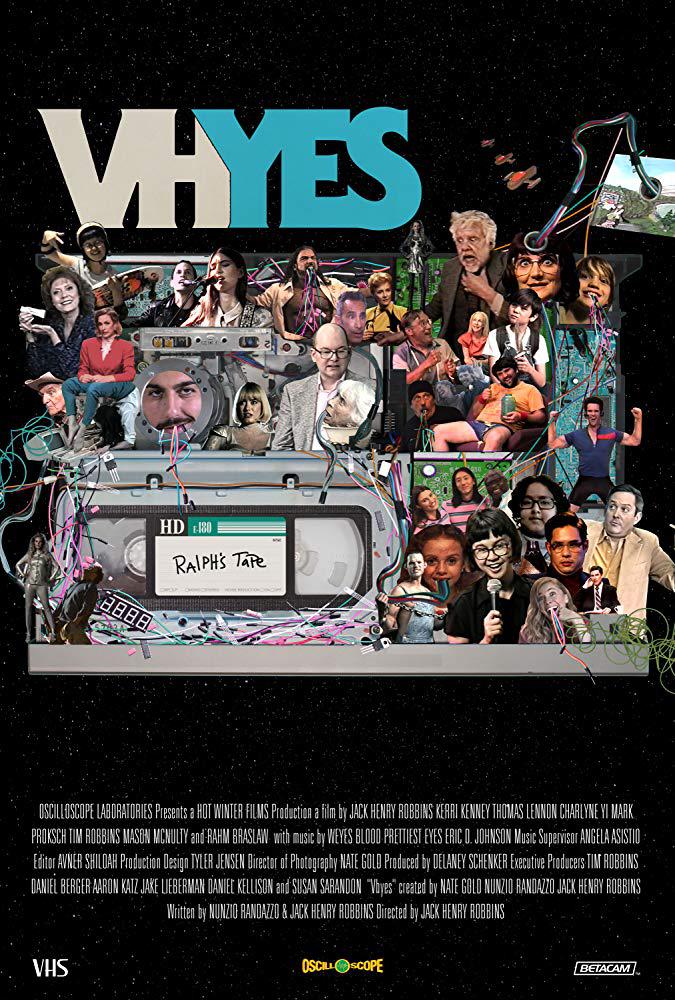 VHYES
HD E-180
RALPH'S TAPE
8888
OSCILLOSCOPE LABORATORIES Presents a HOT WINTER FILMS Production a film by JACK HENRY ROBBINS KERRI KENNEY THOMAS LENNON CHARLYNE YI MARK
PROKSCH TIM ROBBINS MASON MCNULTY and RAHM BRASLAW with music by WEYES BLOOD PRETTIEST EYES ERIC D. JOHNSON Music Supervisor ANGELA ASISTIO
Editor AVNER SHILOAH Production Design TYLER JENSEN Director of Photography NATE GOLD Produced by DELANEY SCHENKER Executive Producers TIM ROBBINS
DANIEL BERGER AARON KATZ JAKE LIEBERMAN DANIEL KELLISON and SUSAN SARANDON "Vhyes" created by NATE GOLD NUNZIO RANDAZZO JACK HENRY ROBBINS
Written by NUNZIO RANDAZZO & JACK HENRY ROBBINS Directed by JACK HENRY ROBBINS
VHS
OSCILLOSCOPE
BETACAM